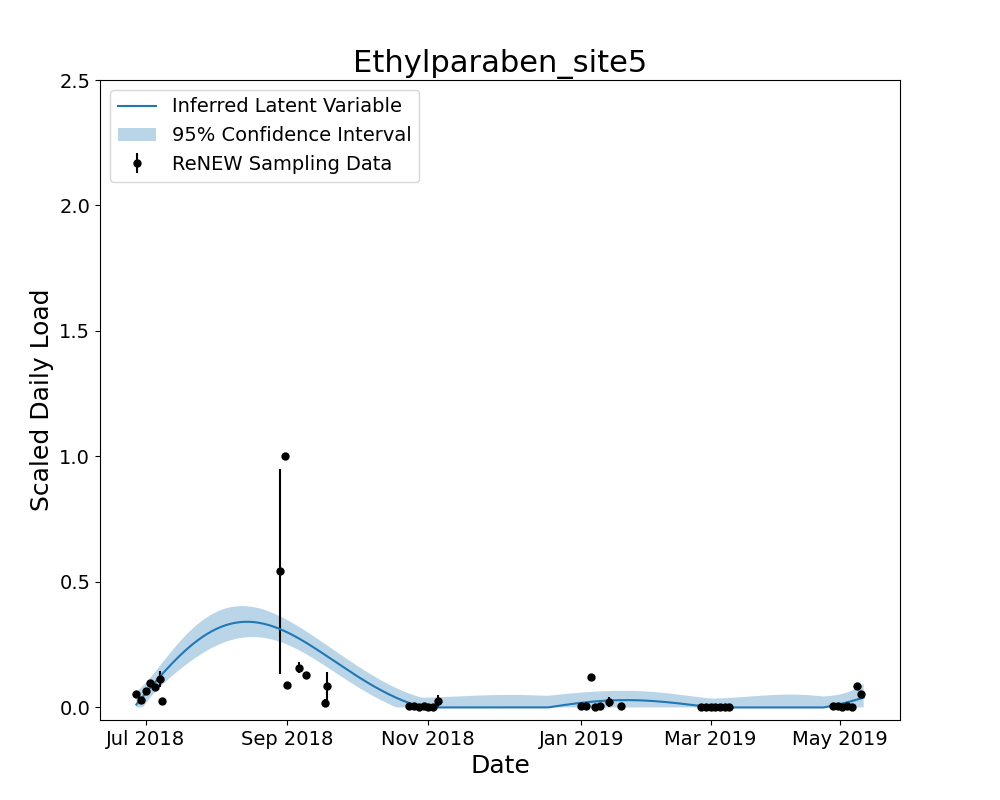 Ethylparaben_site5
Inferred Latent Variable
95% Confidence Interval
ReNEW Sampling Data
Scaled Daily Load
2.5
2.0
1.5
1.0
0.5
0.0
Jul 2018 Sep 2018 Nov 2018 Jan 2019 Mar 2019 May 2019
Date